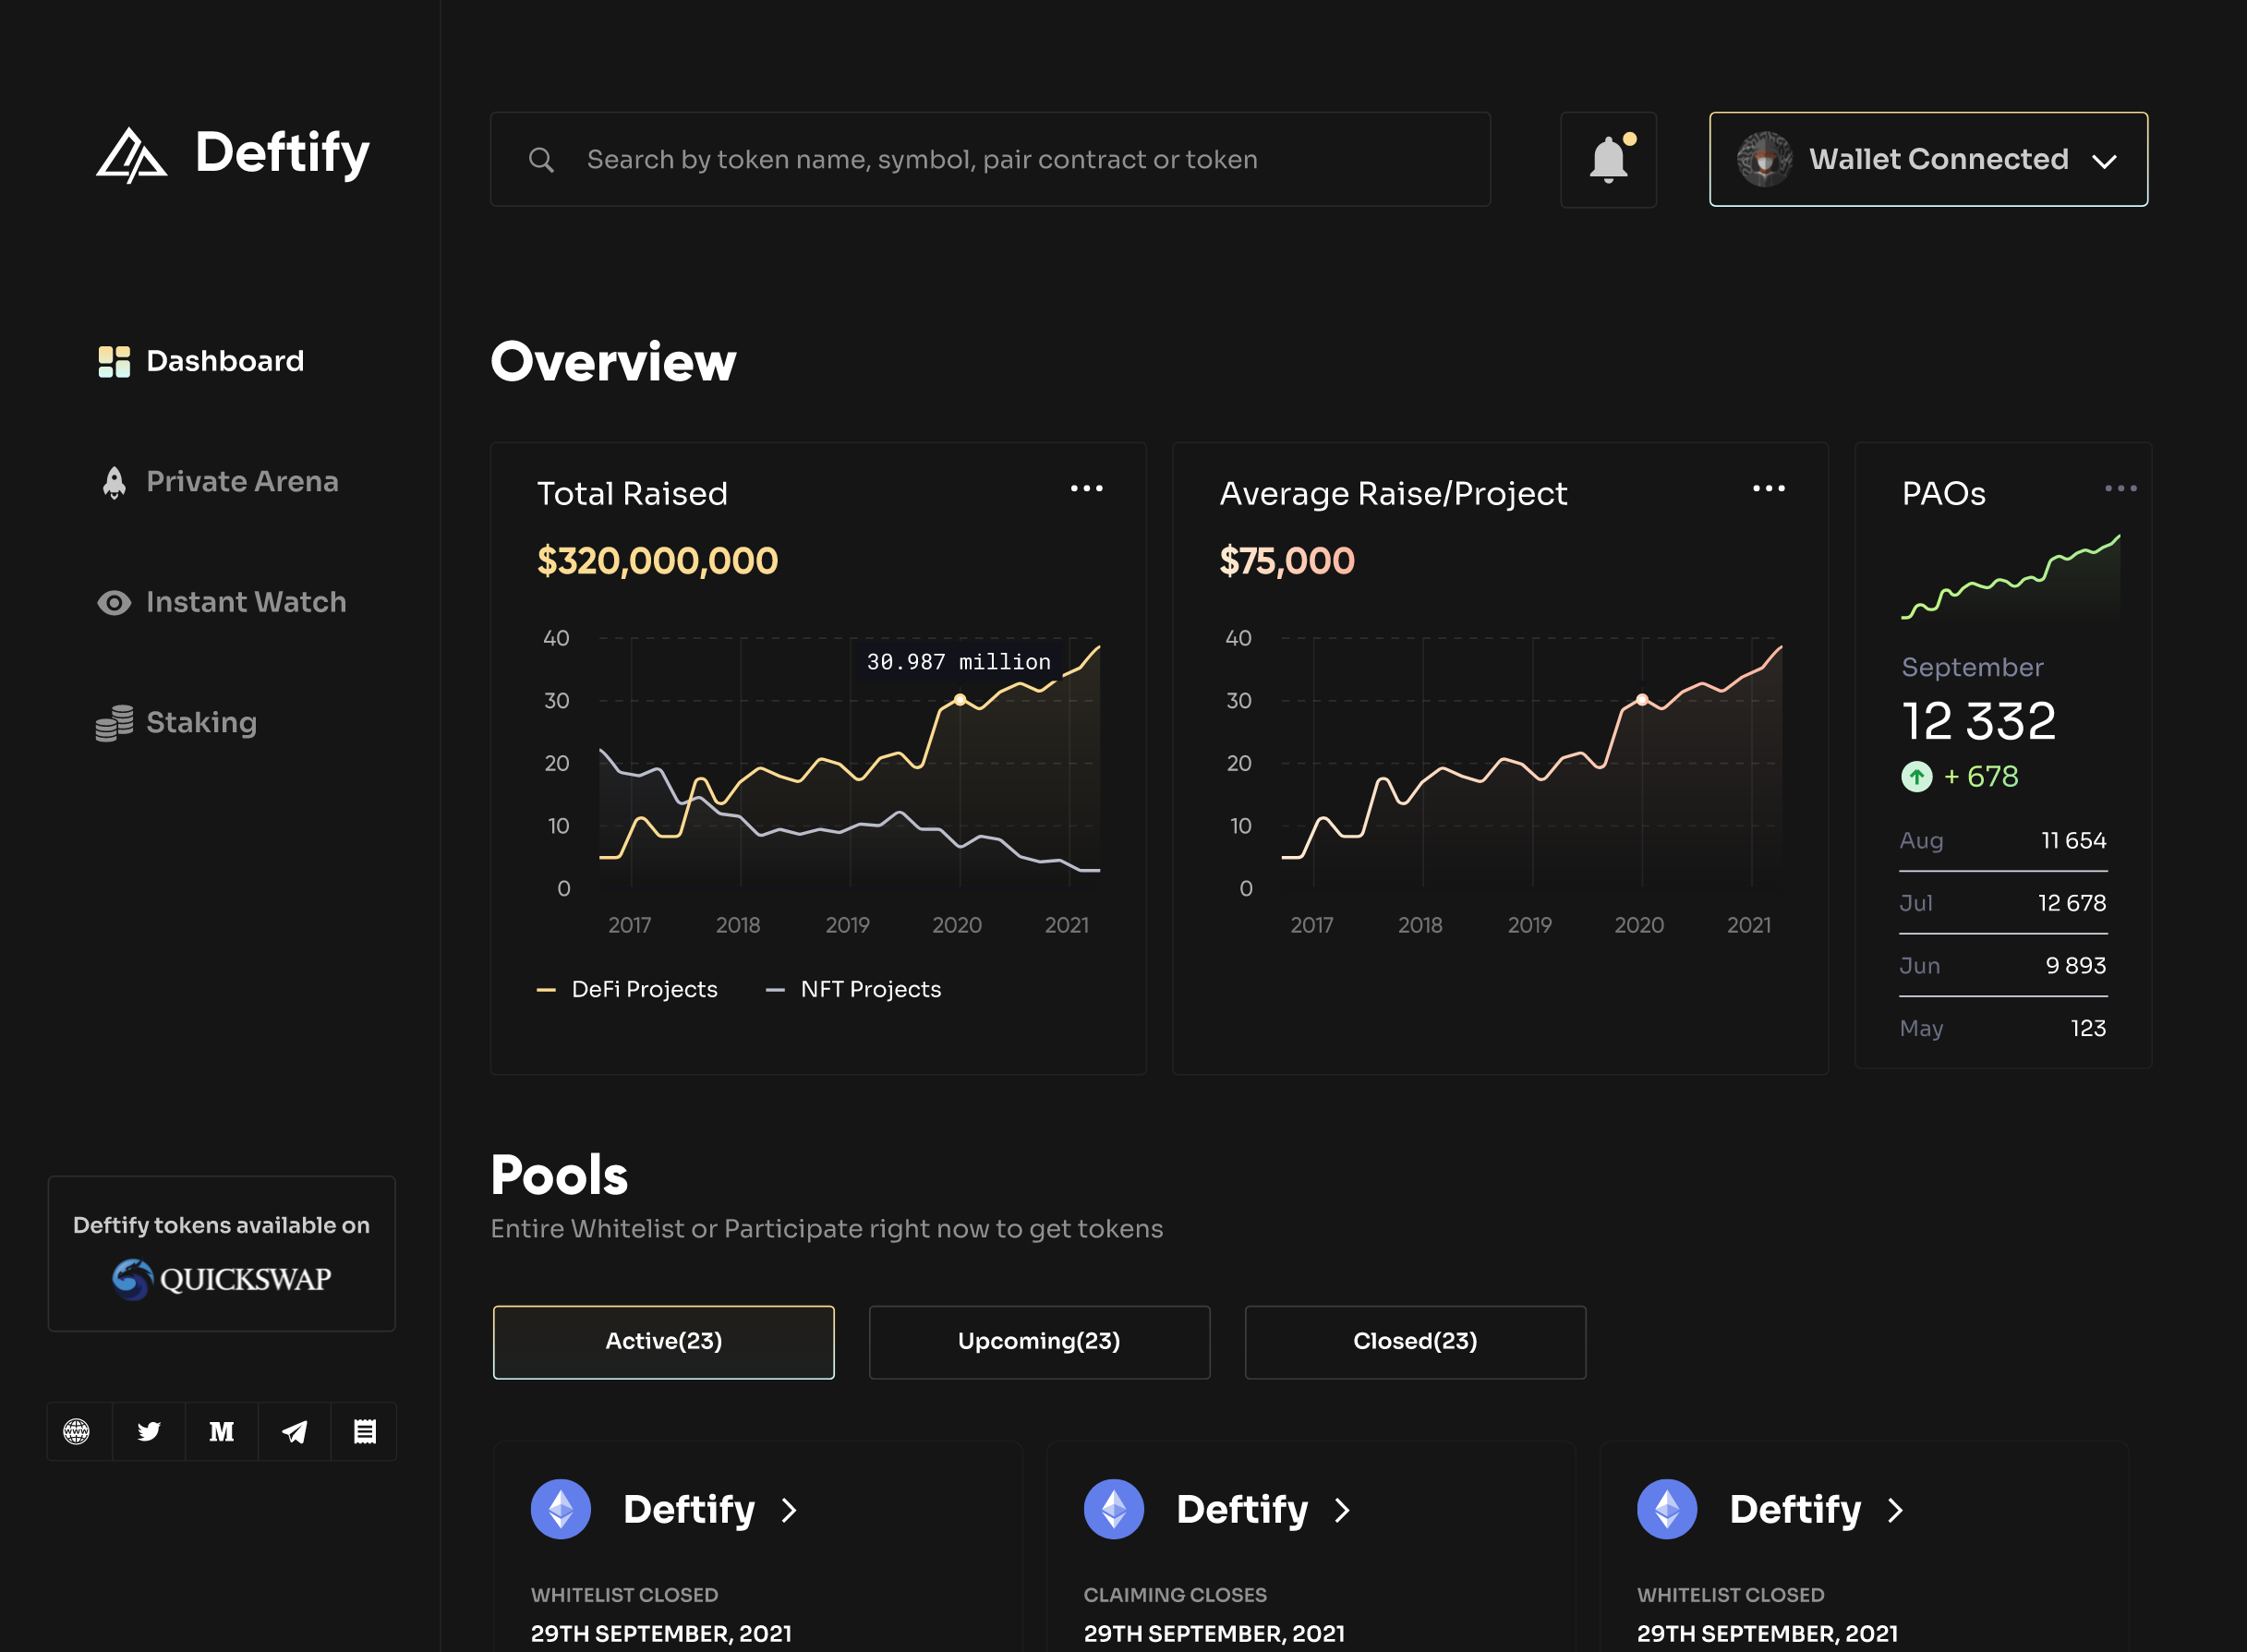 Deftify
Search by token name, symbol, pair contract or token
Wallet Connected
Dashboard
Private Arena
Instant Watch
Staking
Deftify tokens available on
QUICKSWAP
WWW
M
Overview
Total Raised
$320,000,000
40
30
20
10
0
30.987 million
2017 2018 2019 2020 2021
DeFi Projects NFT Projects
Average Raise/Project
$75,000
40
30
20
10
0
2017 2018 2019 2020 2021
PAOs
September
12 332
+ 678
Aug 11 654
Jul 12 678
Jun 9 893
May 123
Pools
Entire Whitelist or Participate right now to get tokens
Active(23) Upcoming(23) Closed(23)
Deftify
WHITELIST CLOSED
29TH SEPTEMBER, 2021
Deftify
CLAIMING CLOSES
29TH SEPTEMBER, 2021
Deftify
WHITELIST CLOSED
29TH SEPTEMBER, 2021